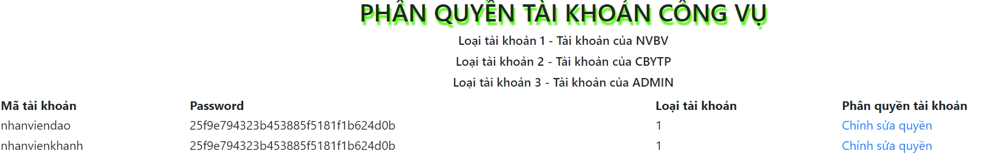 PHÂN QUYỀN TÀI KHOẢN CÔNG VỤ
Loại tài khoản 1 - Tài khoản của NVBV
Loại tài khoản 2 - Tài khoản của CBYTP
Loại tài khoản 3 - Tài khoản của ADMIN
Mã tài khoản Password Loại tài khoản Phân quyền tài khoản
nhanviendao 25f9e794323b453885f5181f1b624d0b 1 Chỉnh sửa quyền
nhanvienkhanh 25f9e794323b453885f5181f1b624d0b 1 Chỉnh sửa quyền